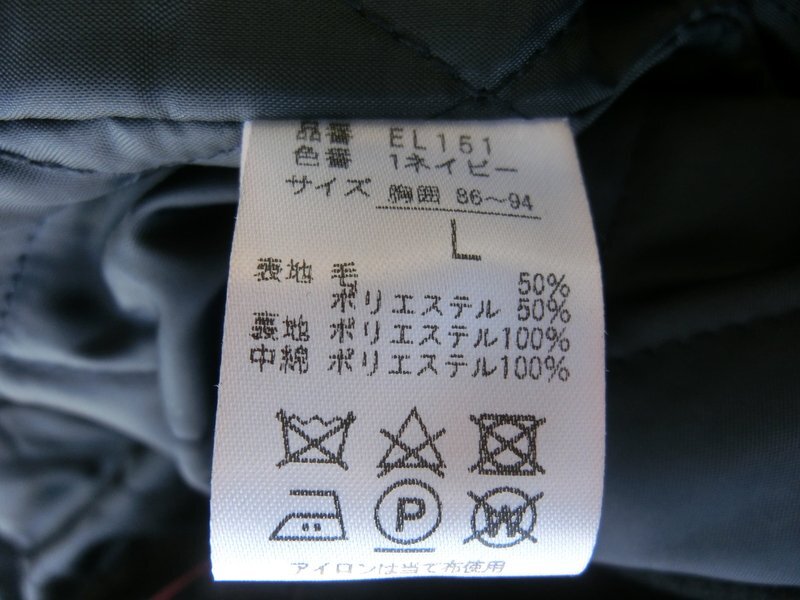 品番 EL151
色番 1ネイビー
サイズ 胸囲 86～94
L
表地 毛 50%
ポリエステル 50%
裏地 ポリエステル100%
中綿 ポリエステル100%
P
W
アイロンは当て布使用